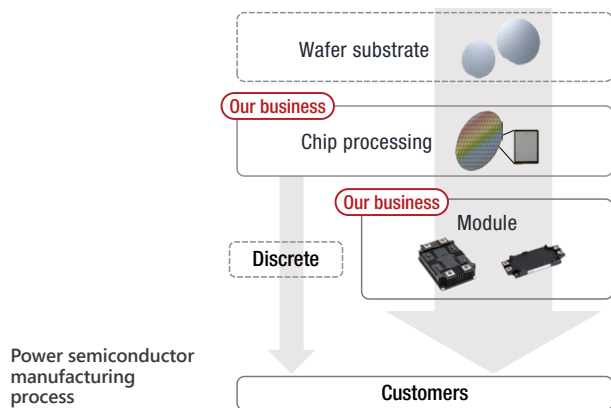 Wafer substrate
Our business
Chip processing
Our business
Module
Discrete
Power semiconductor
manufacturing
process
Customers